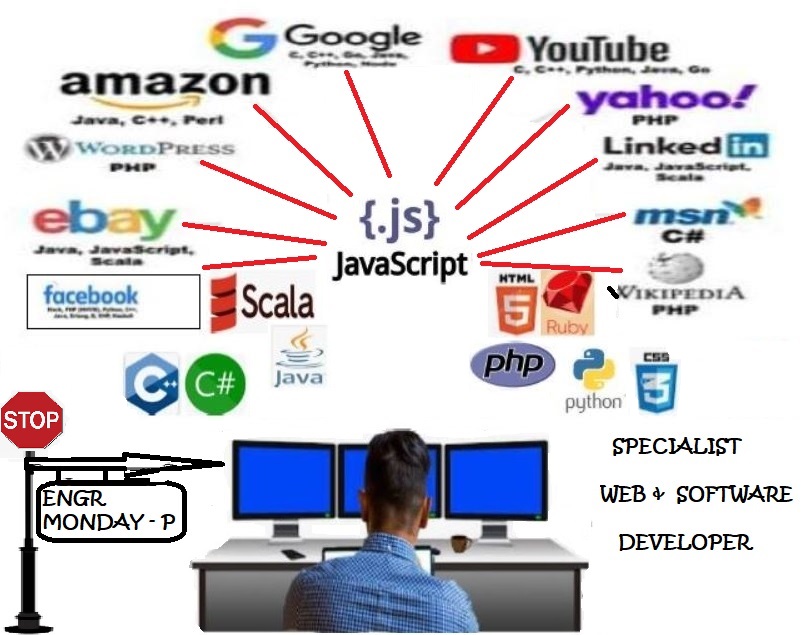 Google
C, C++, Go, Java,
Python, Node
YouTube
C, C++, Python, Java, Go
amazon
Java, C++, Perl
yahoo!
PHP
WORDPRESS
PHP
Linked in
Java, JavaScript,
Scala
{.js}
JavaScript
ebay
Java, JavaScript,
Scala
msn
C#
facebook
Scala
HTML
5
Ruby
WIKIPEDIA
PHP
C++
C#
Java
php
python
CSS
3
STOP
ENGR
MONDAY - P
SPECIALIST
WEB & SOFTWARE
DEVELOPER